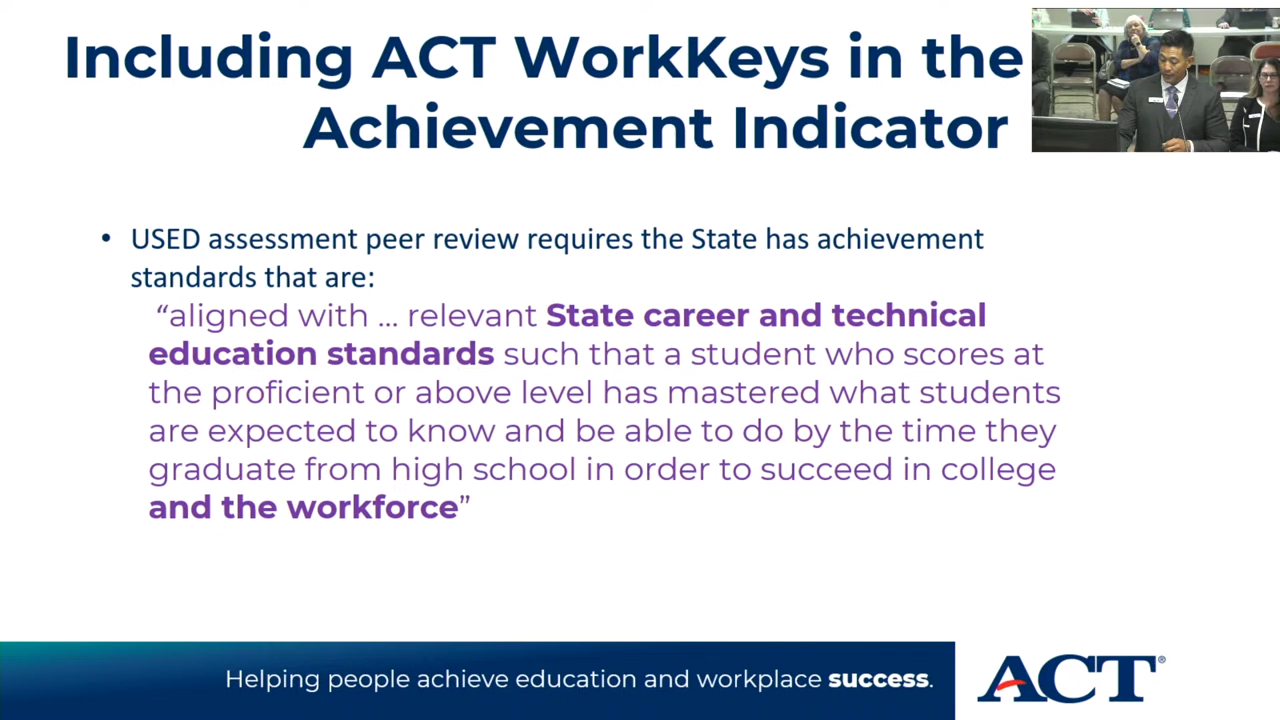 Including ACT WorkKeys in the
Achievement Indicator
• USED assessment peer review requires the State has achievement
standards that are:
“aligned with ... relevant State career and technical
education standards such that a student who scores at
the proficient or above level has mastered what students
are expected to know and be able to do by the time they
graduate from high school in order to succeed in college
and the workforce”
Helping people achieve education and workplace success.
ACT®